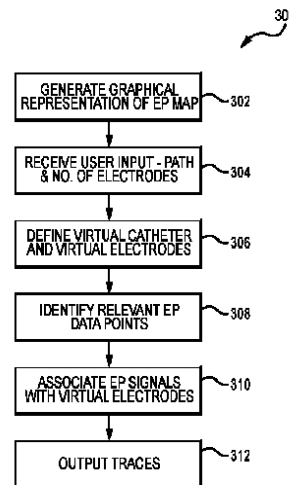 30
GENERATE GRAPHICAL
REPRESENTATION OF EP MAP
302
RECEIVE USER INPUT - PATH
& NO. OF ELECTRODES
304
DEFINE VIRTUAL CATHETER
AND VIRTUAL ELECTRODES
306
IDENTIFY RELEVANT EP
DATA POINTS
308
ASSOCIATE EP SIGNALS
WITH VIRTUAL ELECTRODES
310
OUTPUT TRACES
312